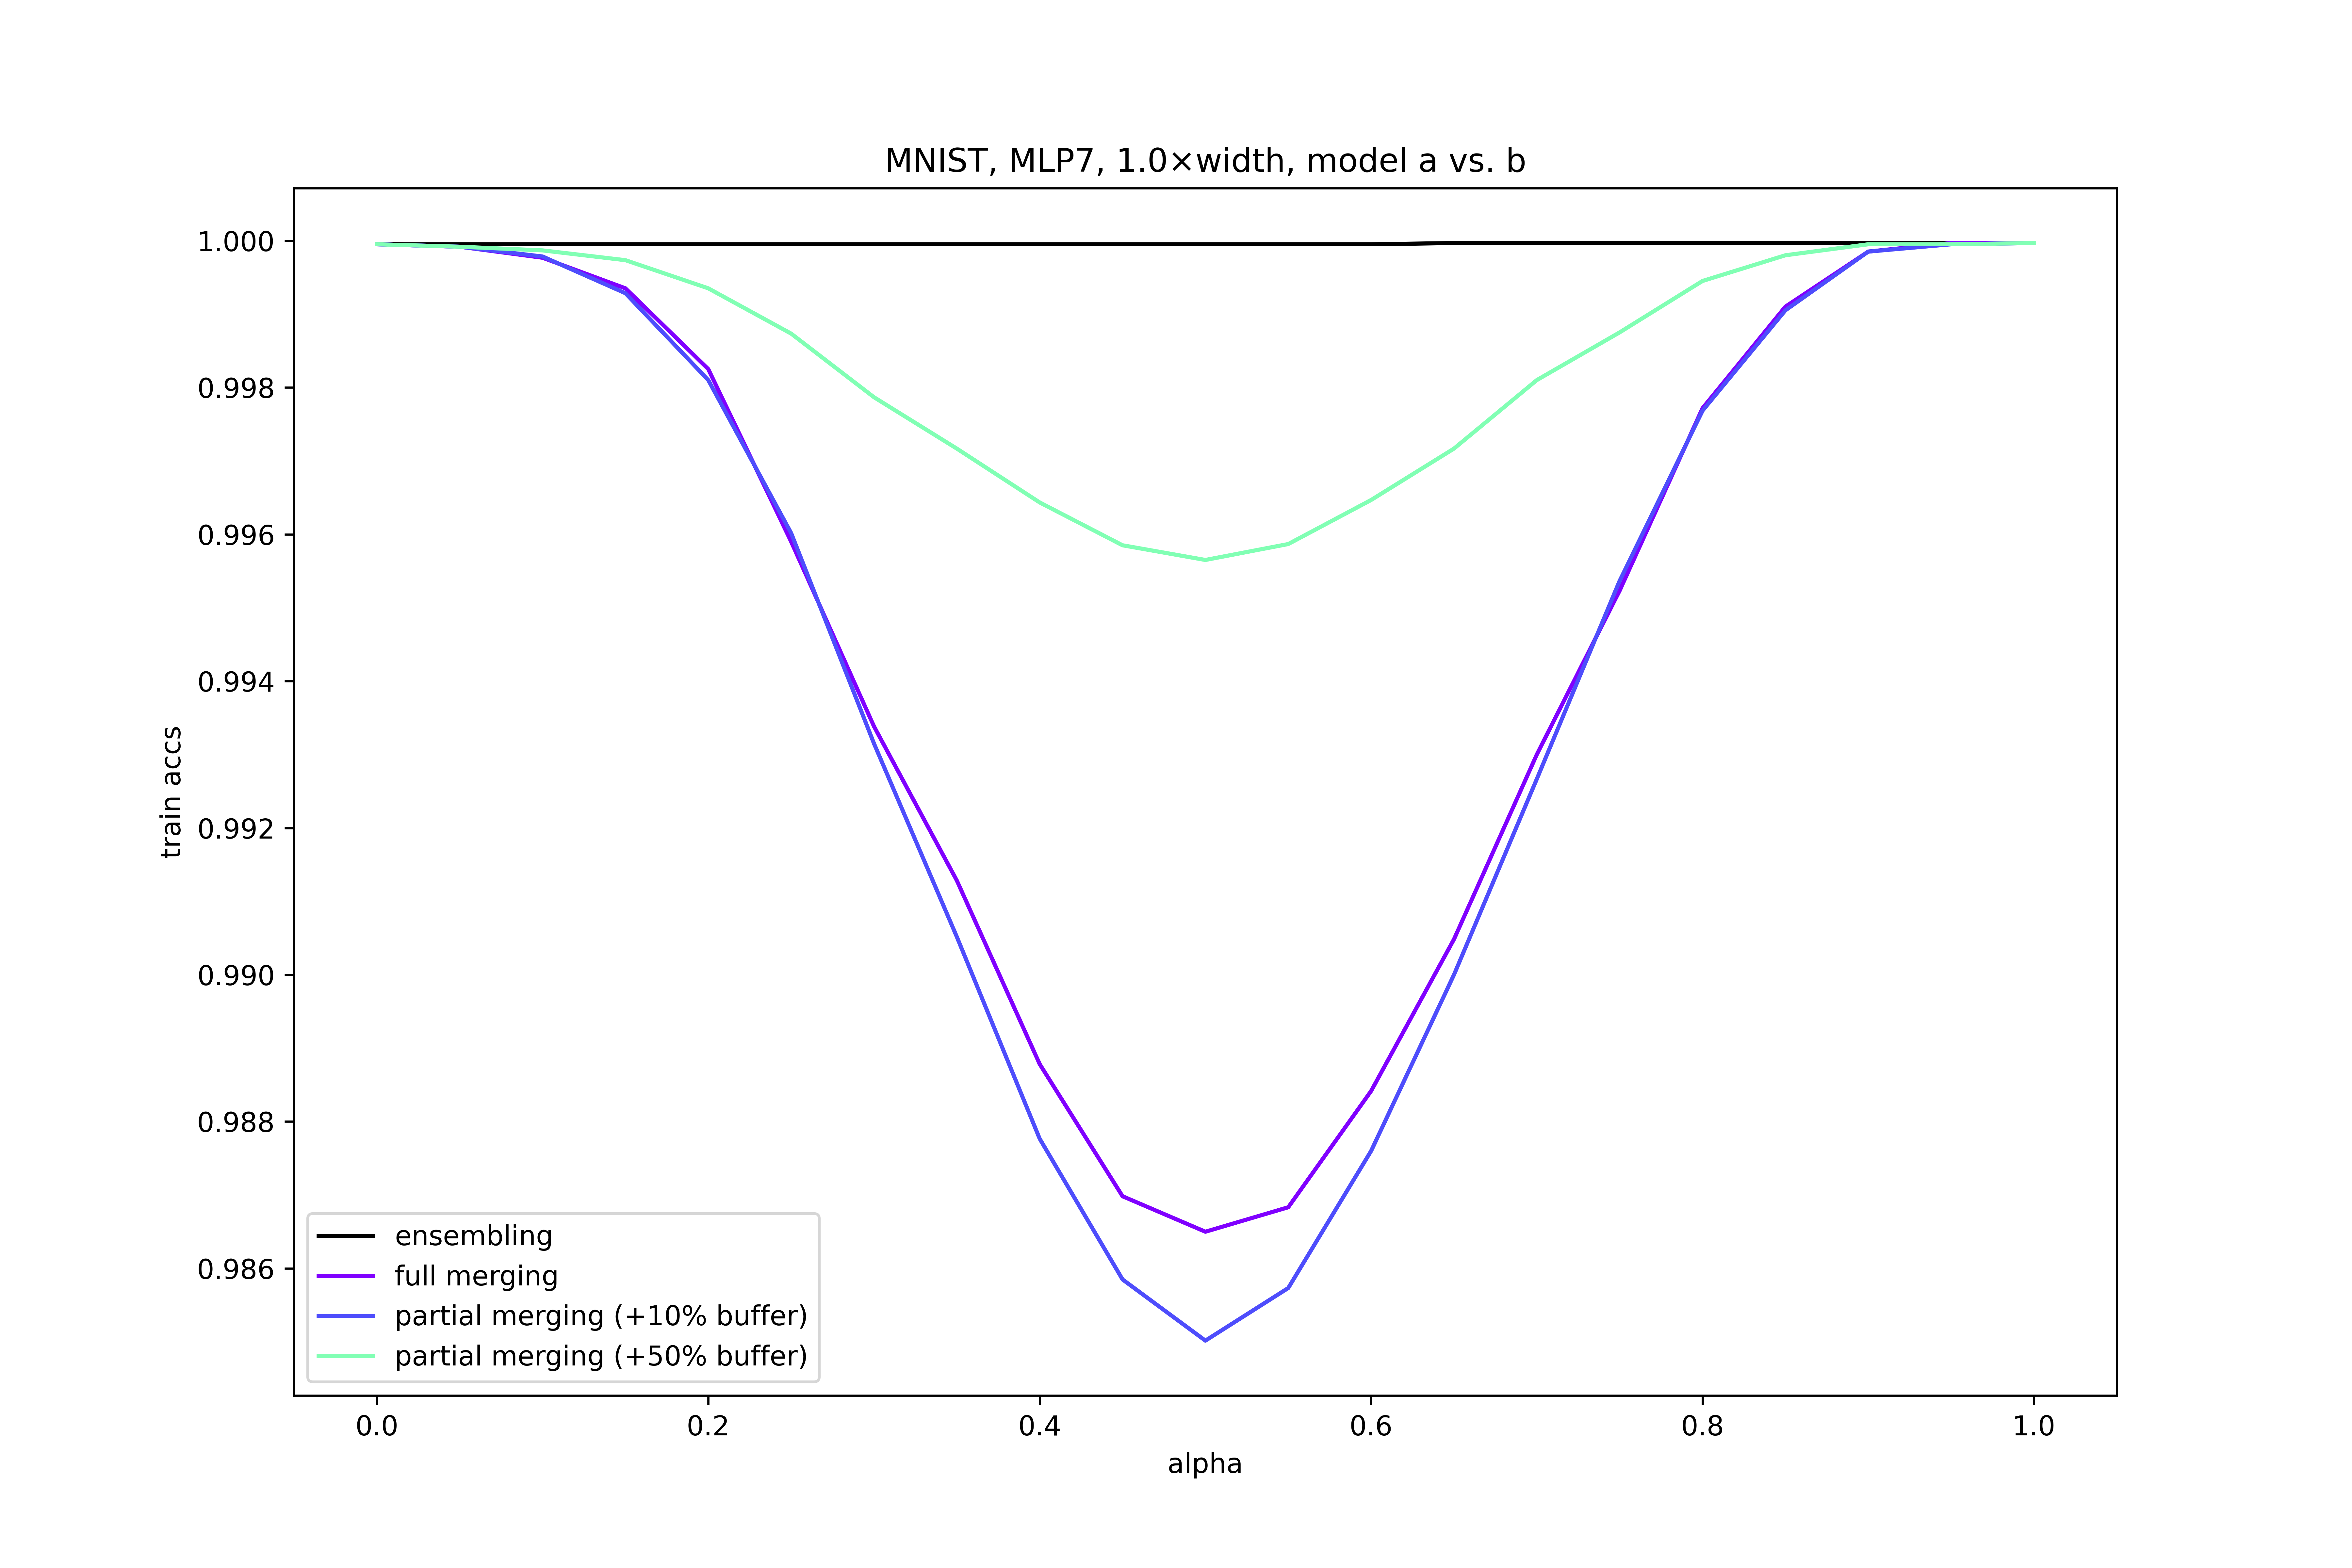 MNIST, MLP7, 1.0×width, model a vs. b
1.000
0.998
0.996
0.994
0.992
0.990
0.988
0.986
train accs
ensembling
full merging
partial merging (+10% buffer)
partial merging (+50% buffer)
0.0 0.2 0.4 0.6 0.8 1.0
alpha